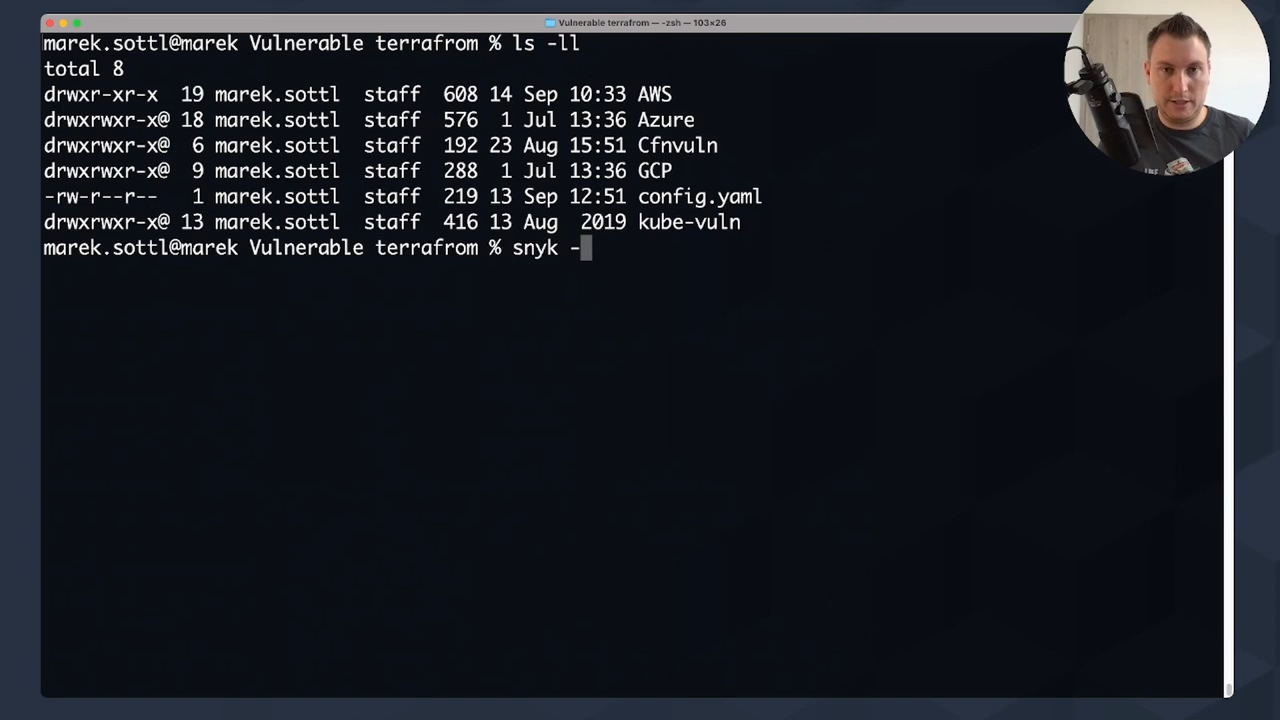 Vulnerable terrafrom — -zsh — 103×26
marek.sottl@marek Vulnerable terrafrom % ls -ll
total 8
drwxr-xr-x  19 marek.sottl  staff  608 14 Sep 10:33 AWS
drwxrwxr-x@ 18 marek.sottl  staff  576  1 Jul 13:36 Azure
drwxrwxr-x@  6 marek.sottl  staff  192 23 Aug 15:51 Cfnvuln
drwxrwxr-x@  9 marek.sottl  staff  288  1 Jul 13:36 GCP
-rw-r--r--   1 marek.sottl  staff  219 13 Sep 12:51 config.yaml
drwxrwxr-x@ 13 marek.sottl  staff  416 13 Aug  2019 kube-vuln
marek.sottl@marek Vulnerable terrafrom % snyk -